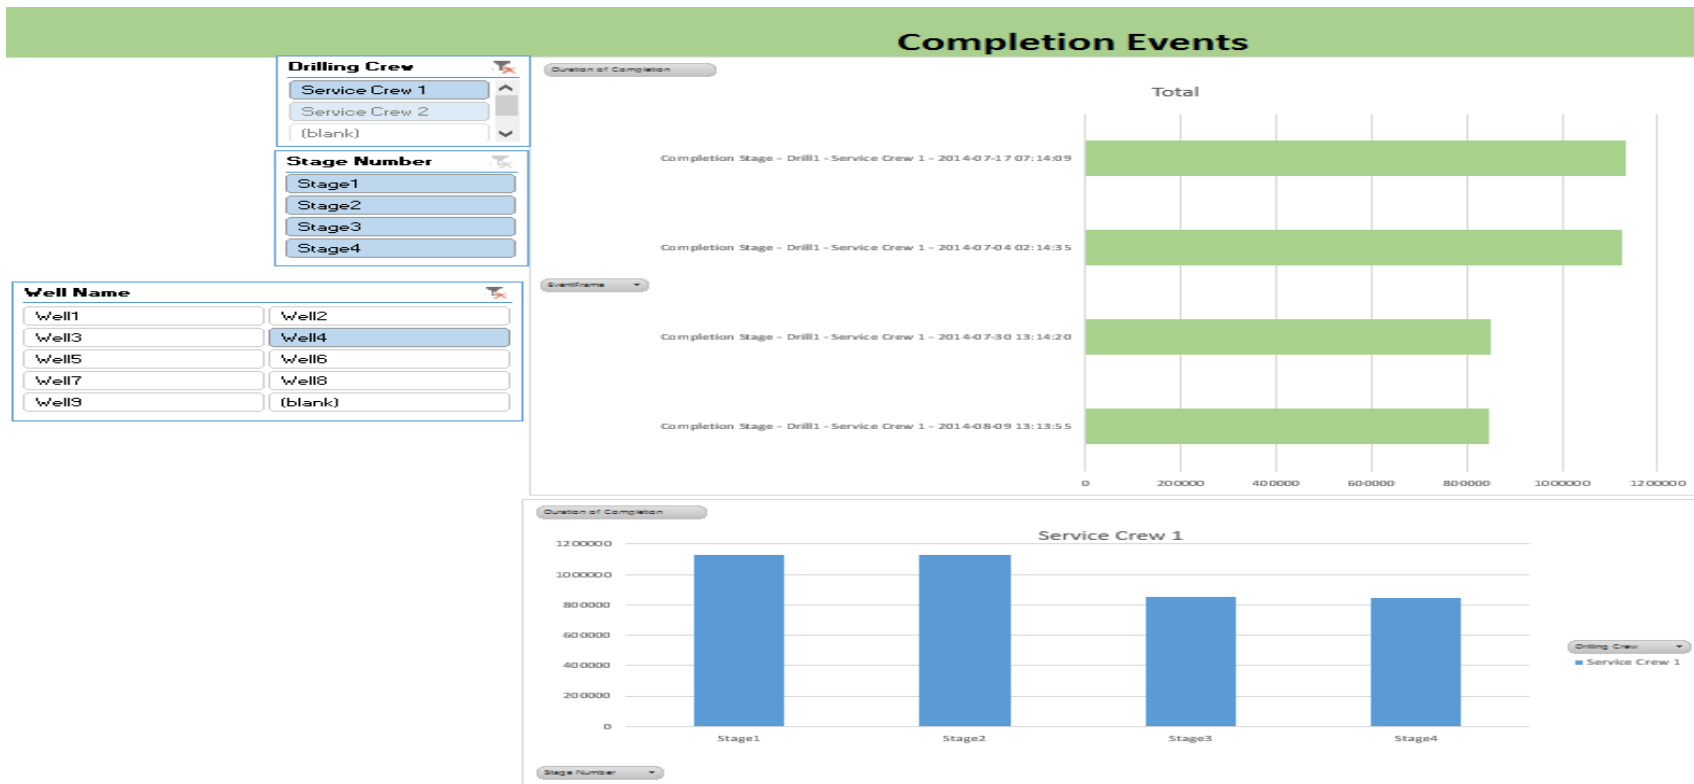 Completion Events
Drilling Crew
Service Crew 1
Service Crew 2
(blank)
Stage Number
Stage1
Stage2
Stage3
Stage4
Well Name
Well1 Well2
Well3 Well4
Well5 Well6
Well7 Well8
Well9 (blank)
Duration of Completion
Total
Completion Stage - Drill1 - Service Crew 1 - 2014-07-17 07:14:09
Completion Stage - Drill1 - Service Crew 1 - 2014-07-04 02:14:35
EventFrame
Completion Stage - Drill1 - Service Crew 1 - 2014-07-30 13:14:20
Completion Stage - Drill1 - Service Crew 1 - 2014-08-09 13:13:55
0 200000 400000 600000 800000 1000000 1200000
Duration of Completion
Service Crew 1
1200000
1000000
800000
600000
400000
200000
0
Stage1 Stage2 Stage3 Stage4
Drilling Crew
Service Crew 1
Stage Number